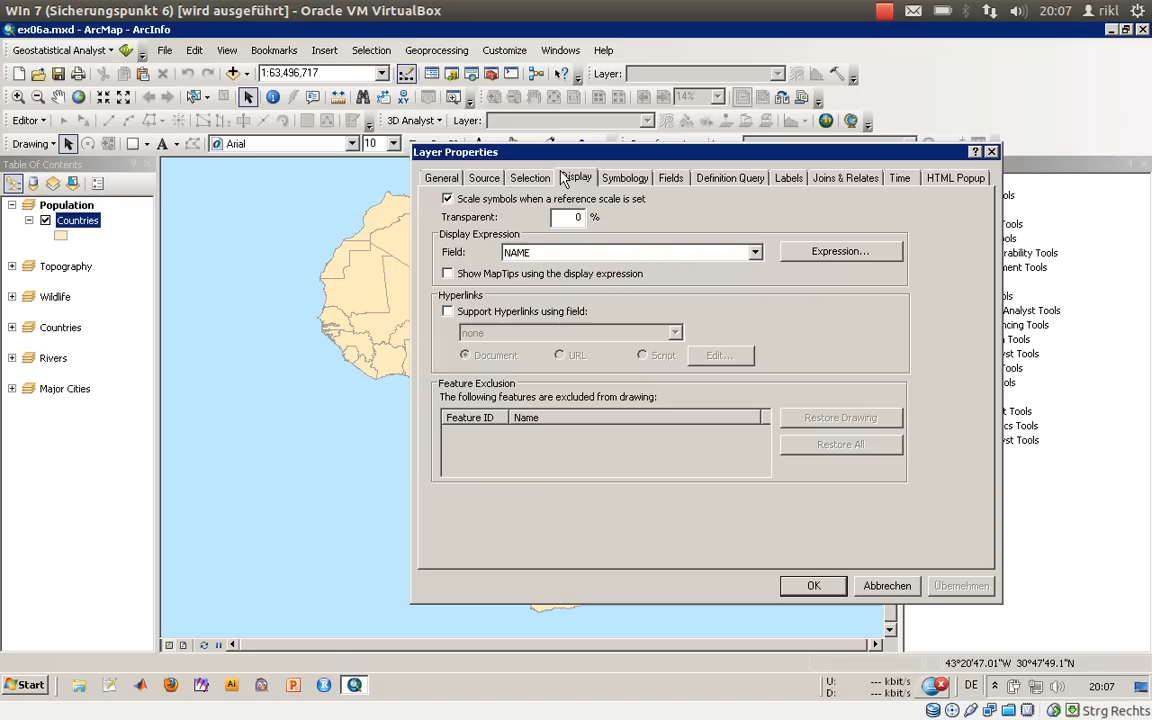 Win 7 (Sicherungspunkt 6) [wird ausgeführt] - Oracle VM VirtualBox
20:07
rikl
ex06a.mxd - ArcMap - ArcInfo
Geostatistical Analyst
File
Edit
View
Bookmarks
Insert
Selection
Geoprocessing
Customize
Windows
Help
1:63,496,717
Layer:
14%
Editor
3D Analyst
Layer:
Drawing
A
Arial
10
Table Of Contents
Layer Properties
General
Source
Selection
Display
Symbology
Fields
Definition Query
Labels
Joins & Relates
Time
HTML Popup
Population
Countries
Topography
Wildlife
Countries
Rivers
Major Cities
Scale symbols when a reference scale is set
Transparent:
0 %
Display Expression
Field:
NAME
Expression...
Show MapTips using the display expression
Hyperlinks
Support Hyperlinks using field:
none
Document
URL
Script
Edit...
Feature Exclusion
The following features are excluded from drawing:
Feature ID
Name
Restore Drawing
Restore All
OK
Abbrechen
Übernehmen
ols
s
ols
rability Tools
ment Tools
ols
Analyst Tools
ncing Tools
n Tools
yst Tools
ols
t Tools
cs Tools
st Tools
43°20'47.01"W 30°47'49.1"N
Start
U: --- kbit/s
D: --- kbit/s
DE
20:07
Strg Rechts